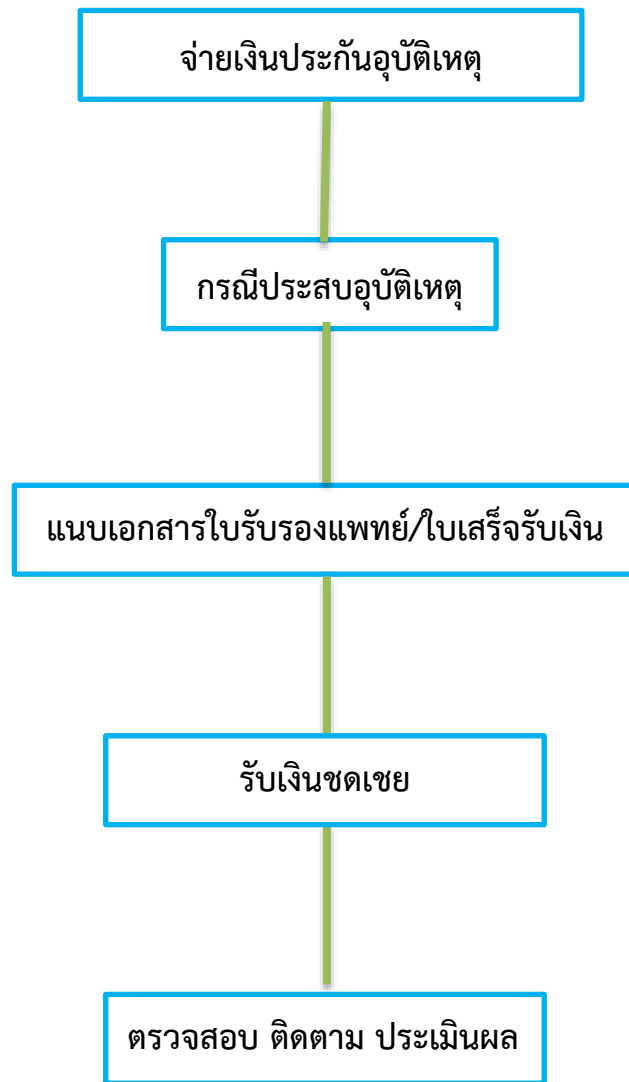 จ่ายเงินประกันอุบัติเหตุ
กรณีประสบอุบัติเหตุ
แนบเอกสารใบรับรองแพทย์/ใบเสร็จรับเงิน
รับเงินชดเชย
ตรวจสอบ ติดตาม ประเมินผล